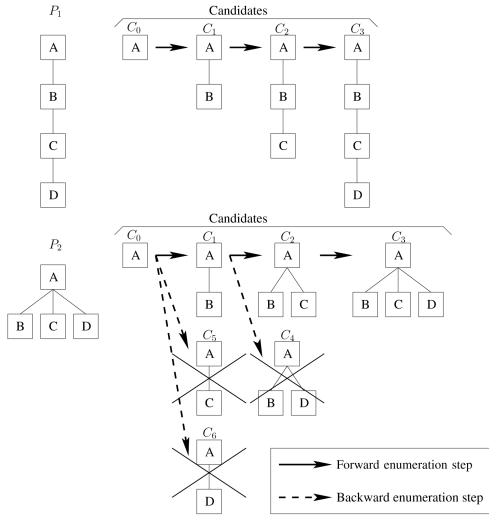 P₁ Candidates
C₀ C₁ C₂ C₃
A A A A A
B B B B
C C C
D D
Candidates
P₂ C₀ C₁ C₂ C₃
A A A A
A
B B C B C D
B C D
C₅ C₄
A A
C B D
C₆
A
D
Forward enumeration step
Backward enumeration step